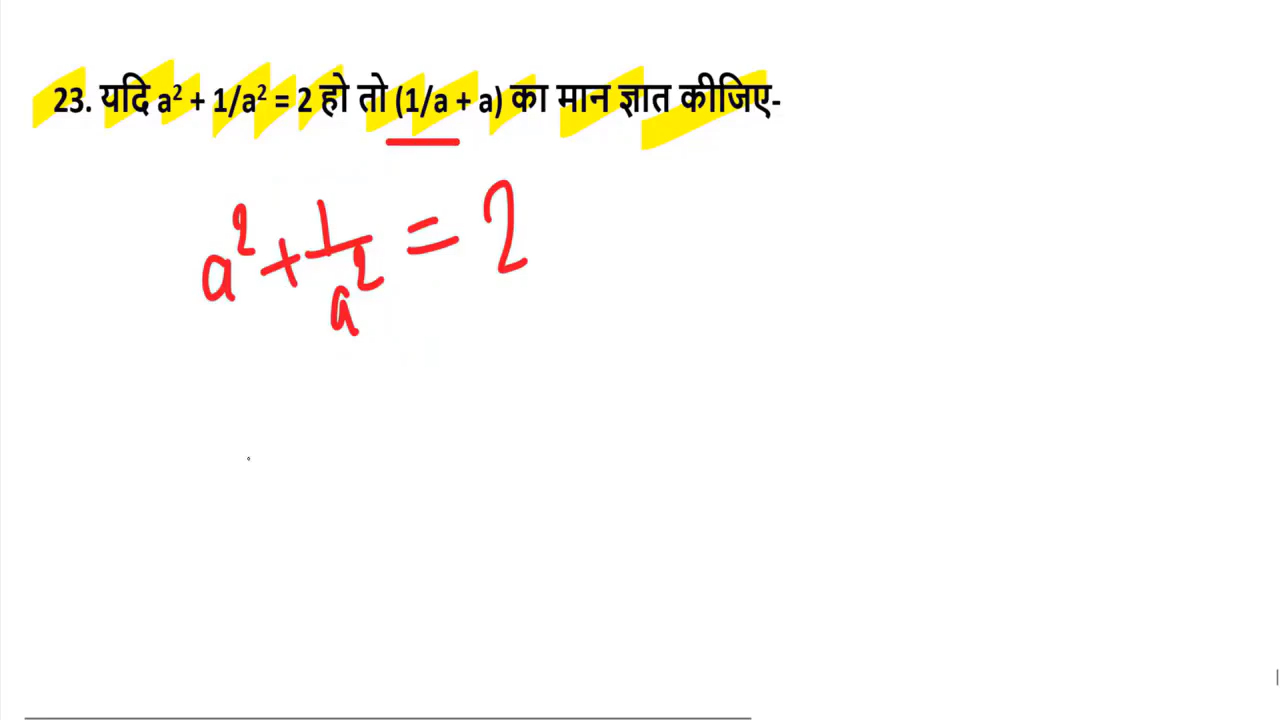 23. यदि a² + 1/a² = 2 हो तो (1/a + a) का मान ज्ञात कीजिए-
a² + 1/a² = 2